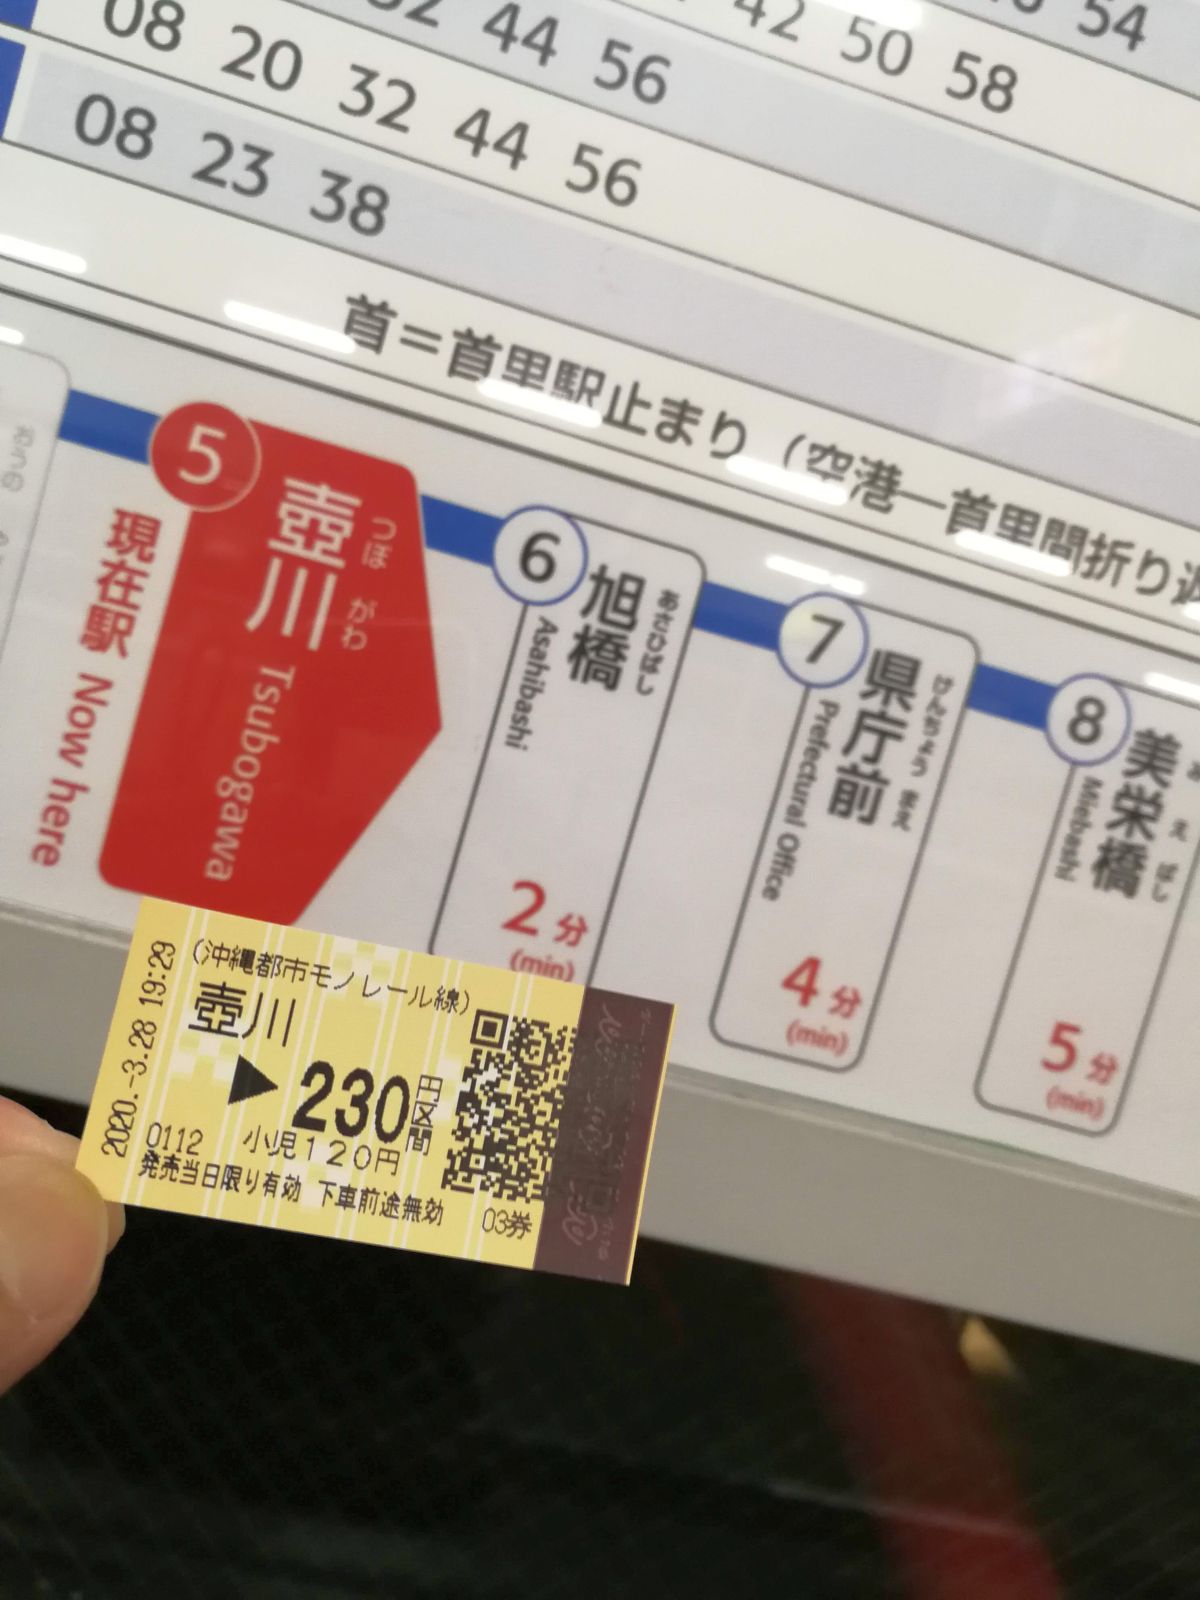 54
42 50 58
32 44 56
08 20 32 44 56
08 23 38
首=首里駅止まり (空港ー首里間折り返
5
壺川
つぼ がわ
Tsubogawa
現在駅 Now here
6
旭橋
あさひばし
Asahibashi
2分
(min)
7
県庁前
けんちょう まえ
Prefectural Office
4分
(min)
8
美栄橋
み え ばし
Miebashi
5分
(min)
2020.-3.28 19:29
(沖縄都市モノレール線)
壺川
▶230円区間
0112 小児120円
発売当日限り有効 下車前途無効
03券